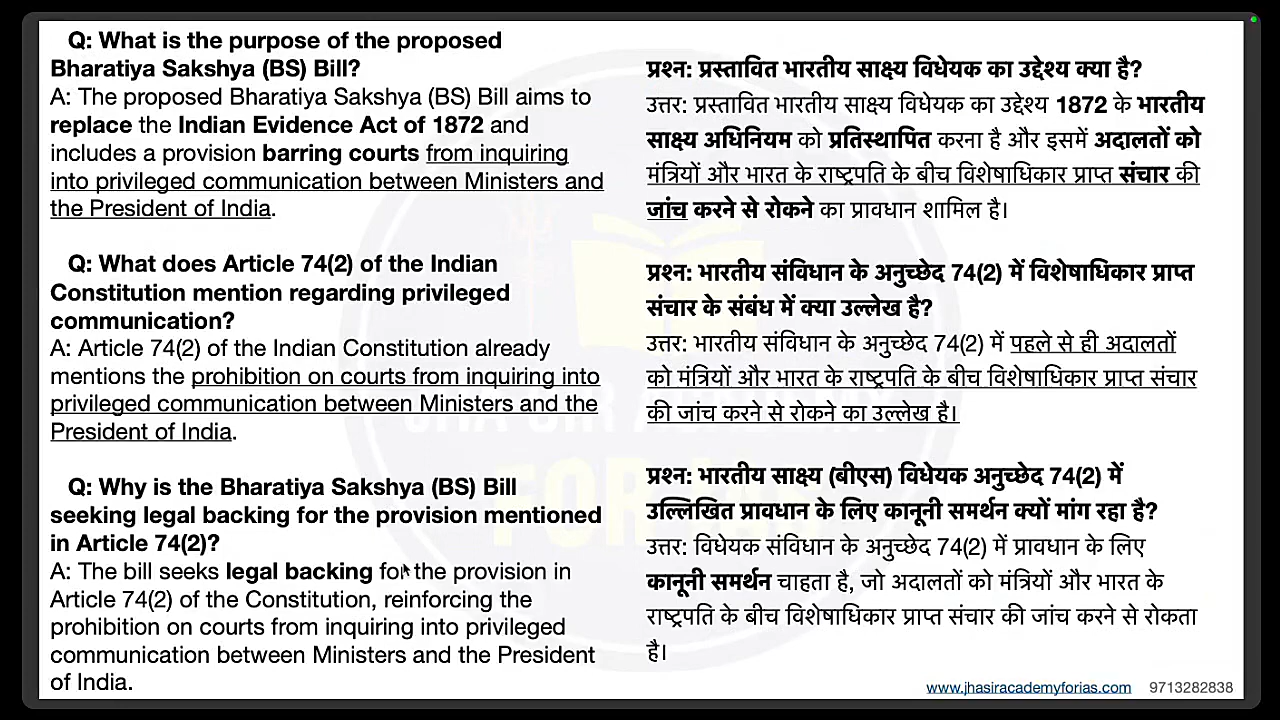 Q: What is the purpose of the proposed
Bharatiya Sakshya (BS) Bill?
A: The proposed Bharatiya Sakshya (BS) Bill aims to
replace the Indian Evidence Act of 1872 and
includes a provision barring courts from inquiring
into privileged communication between Ministers and
the President of India.
Q: What does Article 74(2) of the Indian
Constitution mention regarding privileged
communication?
A: Article 74(2) of the Indian Constitution already
mentions the prohibition on courts from inquiring into
privileged communication between Ministers and the
President of India.
Q: Why is the Bharatiya Sakshya (BS) Bill
seeking legal backing for the provision mentioned
in Article 74(2)?
A: The bill seeks legal backing for the provision in
Article 74(2) of the Constitution, reinforcing the
prohibition on courts from inquiring into privileged
communication between Ministers and the President
of India.
प्रश्न: प्रस्तावित भारतीय साक्ष्य विधेयक का उद्देश्य क्या है?
उत्तर: प्रस्तावित भारतीय साक्ष्य विधेयक का उद्देश्य 1872 के भारतीय
साक्ष्य अधिनियम को प्रतिस्थापित करना है और इसमें अदालतों को
मंत्रियों और भारत के राष्ट्रपति के बीच विशेषाधिकार प्राप्त संचार की
जांच करने से रोकने का प्रावधान शामिल है।
प्रश्न: भारतीय संविधान के अनुच्छेद 74(2) में विशेषाधिकार प्राप्त
संचार के संबंध में क्या उल्लेख है?
उत्तर: भारतीय संविधान के अनुच्छेद 74(2) में पहले से ही अदालतों
को मंत्रियों और भारत के राष्ट्रपति के बीच विशेषाधिकार प्राप्त संचार
की जांच करने से रोकने का उल्लेख है।
प्रश्न: भारतीय साक्ष्य (बीएस) विधेयक अनुच्छेद 74(2) में
उल्लिखित प्रावधान के लिए कानूनी समर्थन क्यों मांग रहा है?
उत्तर: विधेयक संविधान के अनुच्छेद 74(2) में प्रावधान के लिए
कानूनी समर्थन चाहता है, जो अदालतों को मंत्रियों और भारत के
राष्ट्रपति के बीच विशेषाधिकार प्राप्त संचार की जांच करने से रोकता
है।
www.jhasiracademyforias.com 9713282838